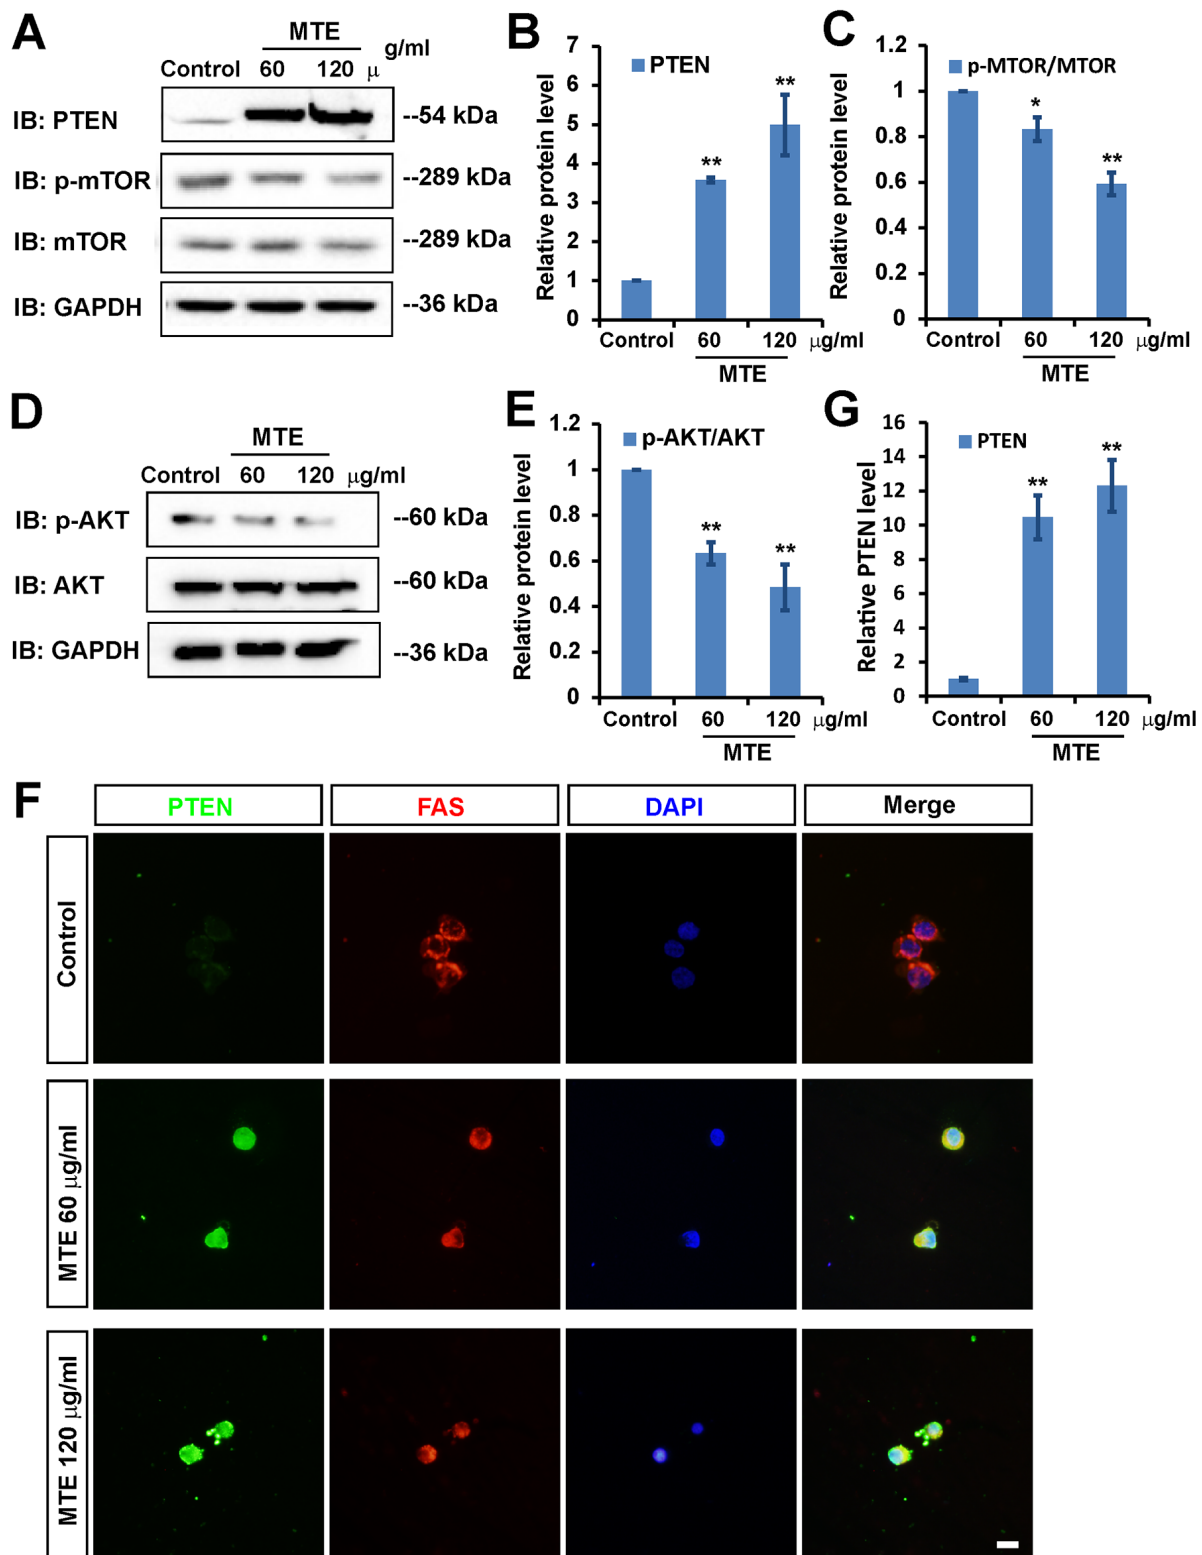 A
MTE
Control 60 120 μ g/ml
IB: PTEN --54 kDa
IB: p-mTOR --289 kDa
IB: mTOR --289 kDa
IB: GAPDH --36 kDa
B
PTEN
Relative protein level
7
6
5
4
3
2
1
0
** **
Control 60 120 μg/ml
MTE
C
p-MTOR/MTOR
Relative protein level
1.2
1
0.8
0.6
0.4
0.2
0
* **
Control 60 120 μg/ml
MTE
D
MTE
Control 60 120 μg/ml
IB: p-AKT --60 kDa
IB: AKT --60 kDa
IB: GAPDH --36 kDa
E
p-AKT/AKT
Relative protein level
1.2
1
0.8
0.6
0.4
0.2
0
** **
Control 60 120 μg/ml
MTE
G
PTEN
Relative PTEN level
16
14
12
10
8
6
4
2
0
** **
Control 60 120 μg/ml
MTE
F
PTEN FAS DAPI Merge
Control
MTE 60 μg/ml
MTE 120 μg/ml